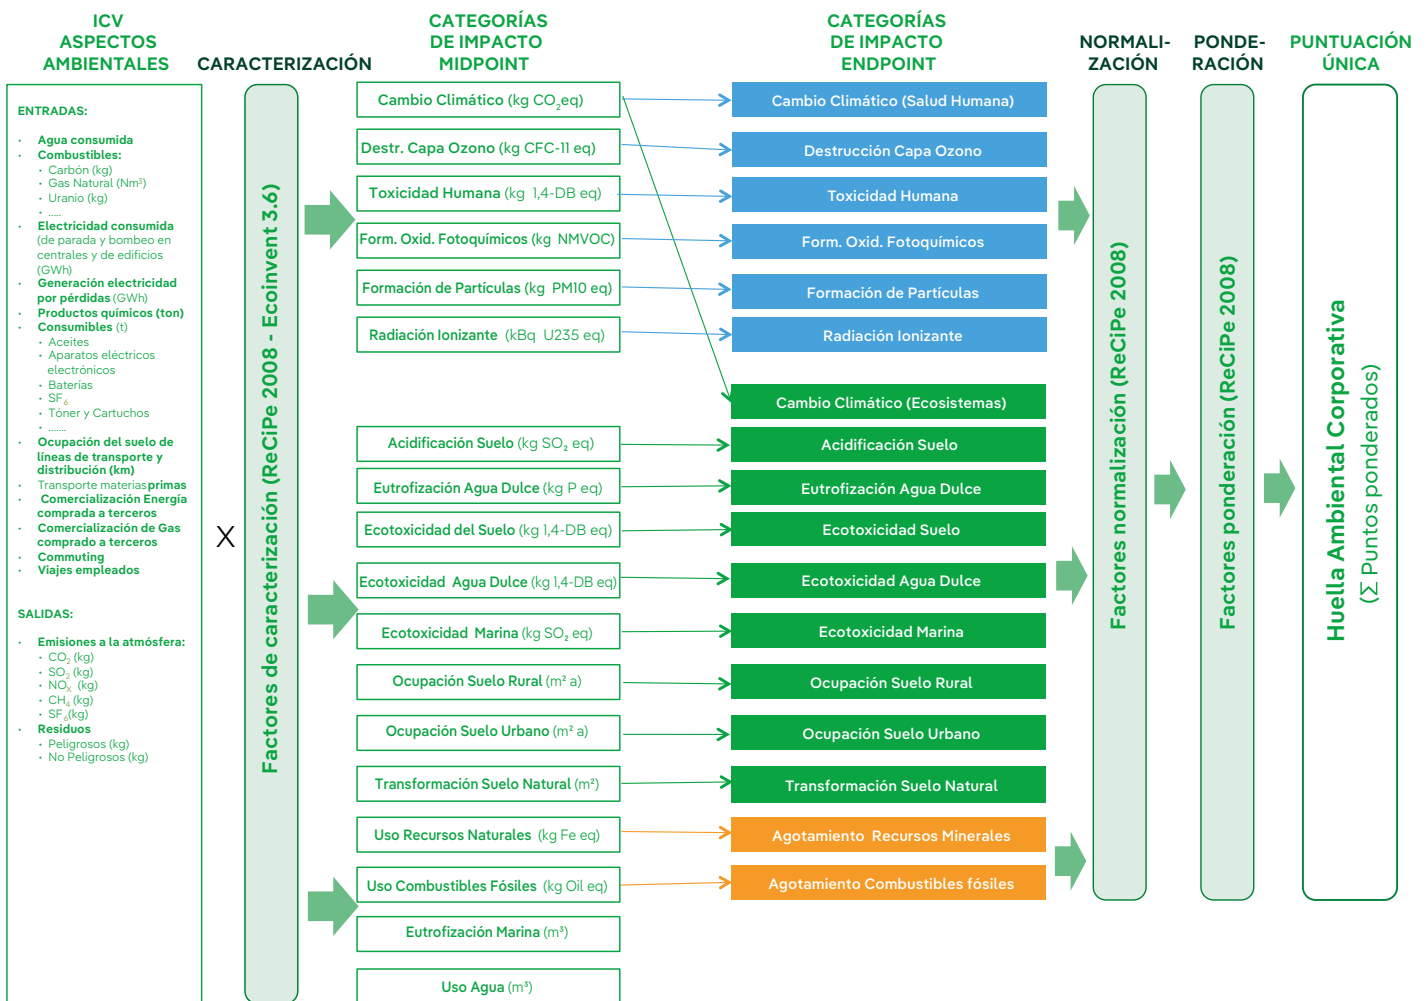 ICV
ASPECTOS
AMBIENTALES
CARACTERIZACIÓN
CATEGORÍAS
DE IMPACTO
MIDPOINT
CATEGORÍAS
DE IMPACTO
ENDPOINT
NORMALI-
ZACIÓN
PONDE-
RACIÓN
PUNTUACIÓN
ÚNICA
ENTRADAS:
· Agua consumida
· Combustibles:
• Carbón (kg)
• Gas Natural (Nm³)
• Uranio (kg)
• .....
· Electricidad consumida
(de parada y bombeo en
centrales y de edificios
(GWh)
· Generación electricidad
por pérdidas (GWh)
· Productos químicos (ton)
· Consumibles (t)
• Aceites
• Aparatos eléctricos
electrónicos
• Baterías
• SF₆
• Tóner y Cartuchos
• .......
· Ocupación del suelo de
líneas de transporte y
distribución (km)
· Transporte materias primas
· Comercialización Energía
comprada a terceros
· Comercialización de Gas
comprado a terceros
· Commuting
· Viajes empleados
SALIDAS:
· Emisiones a la atmósfera:
• CO₂ (kg)
• SO₂ (kg)
• NOₓ (kg)
• CH₄ (kg)
• SF₆(kg)
· Residuos
• Peligrosos (kg)
• No Peligrosos (kg)
X
Factores de caracterización (ReCiPe 2008 - Ecoinvent 3.6)
Cambio Climático (kg CO₂eq)
Destr. Capa Ozono (kg CFC-11 eq)
Toxicidad Humana (kg 1,4-DB eq)
Form. Oxid. Fotoquímicos (kg NMVOC)
Formación de Partículas (kg PM10 eq)
Radiación Ionizante (kBq U235 eq)
Acidificación Suelo (kg SO₂ eq)
Eutrofización Agua Dulce (kg P eq)
Ecotoxicidad del Suelo (kg 1,4-DB eq)
Ecotoxicidad Agua Dulce (kg 1,4-DB eq)
Ecotoxicidad Marina (kg SO₂ eq)
Ocupación Suelo Rural (m² a)
Ocupación Suelo Urbano (m² a)
Transformación Suelo Natural (m²)
Uso Recursos Naturales (kg Fe eq)
Uso Combustibles Fósiles (kg Oil eq)
Eutrofización Marina (m³)
Uso Agua (m³)
Cambio Climático (Salud Humana)
Destrucción Capa Ozono
Toxicidad Humana
Form. Oxid. Fotoquímicos
Formación de Partículas
Radiación Ionizante
Cambio Climático (Ecosistemas)
Acidificación Suelo
Eutrofización Agua Dulce
Ecotoxicidad Suelo
Ecotoxicidad Agua Dulce
Ecotoxicidad Marina
Ocupación Suelo Rural
Ocupación Suelo Urbano
Transformación Suelo Natural
Agotamiento Recursos Minerales
Agotamiento Combustibles fósiles
Factores normalización (ReCiPe 2008)
Factores ponderación (ReCiPe 2008)
Huella Ambiental Corporativa
(∑ Puntos ponderados)